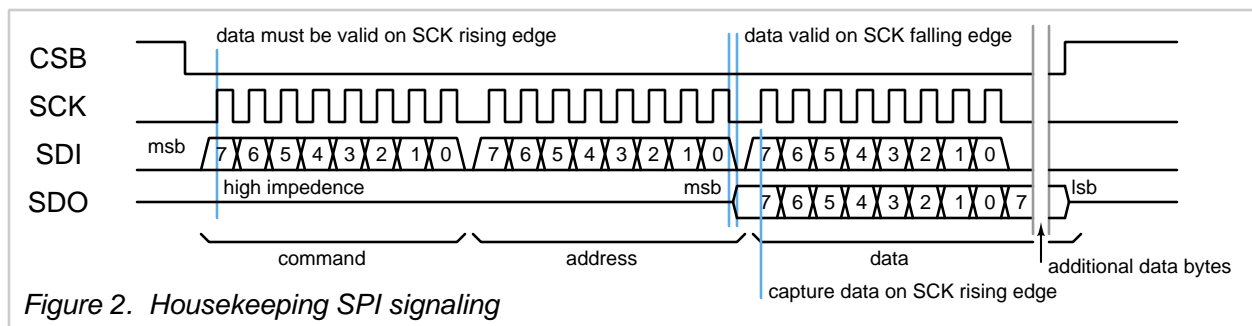 data must be valid on SCK rising edge
data valid on SCK falling edge
CSB
SCK
SDI
msb
7 6 5 4 3 2 1 0
7 6 5 4 3 2 1 0
7 6 5 4 3 2 1 0
SDO
high impedence
msb
7 6 5 4 3 2 1 0 7
lsb
command
address
data
additional data bytes
capture data on SCK rising edge
Figure 2. Housekeeping SPI signaling